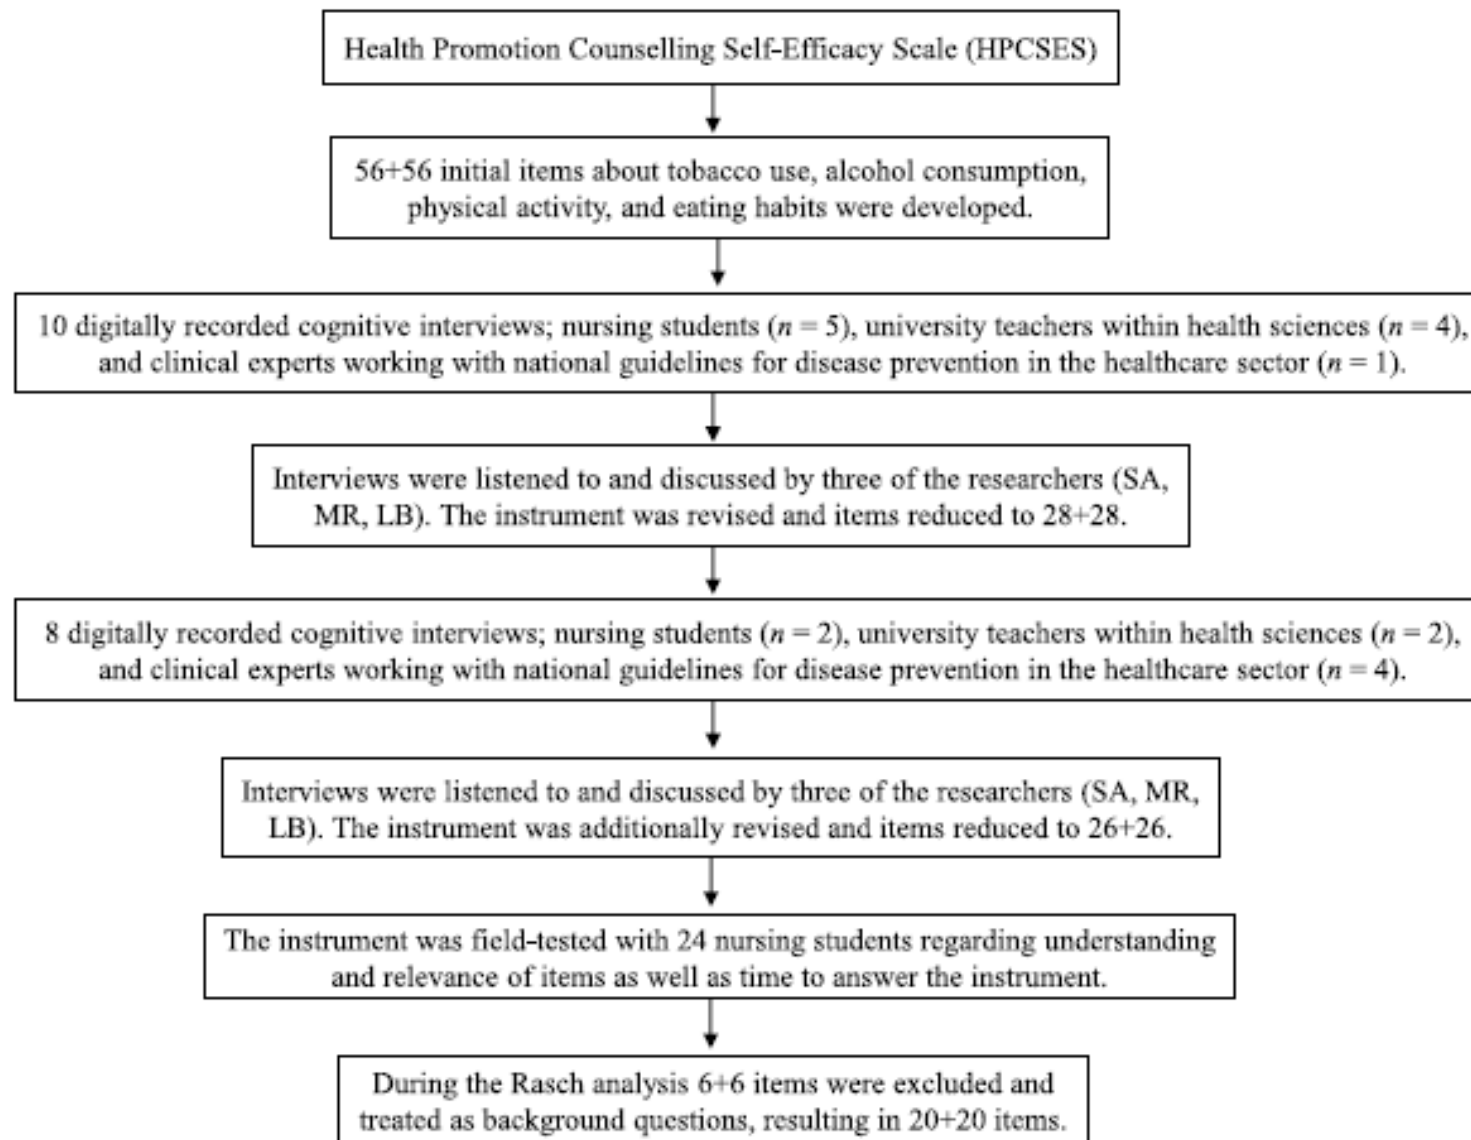 Health Promotion Counselling Self-Efficacy Scale (HPCSES)
56+56 initial items about tobacco use, alcohol consumption,
physical activity, and eating habits were developed.
10 digitally recorded cognitive interviews; nursing students (n = 5), university teachers within health sciences (n = 4),
and clinical experts working with national guidelines for disease prevention in the healthcare sector (n = 1).
Interviews were listened to and discussed by three of the researchers (SA,
MR, LB). The instrument was revised and items reduced to 28+28.
8 digitally recorded cognitive interviews; nursing students (n = 2), university teachers within health sciences (n = 2),
and clinical experts working with national guidelines for disease prevention in the healthcare sector (n = 4).
Interviews were listened to and discussed by three of the researchers (SA, MR,
LB). The instrument was additionally revised and items reduced to 26+26.
The instrument was field-tested with 24 nursing students regarding understanding
and relevance of items as well as time to answer the instrument.
During the Rasch analysis 6+6 items were excluded and
treated as background questions, resulting in 20+20 items.